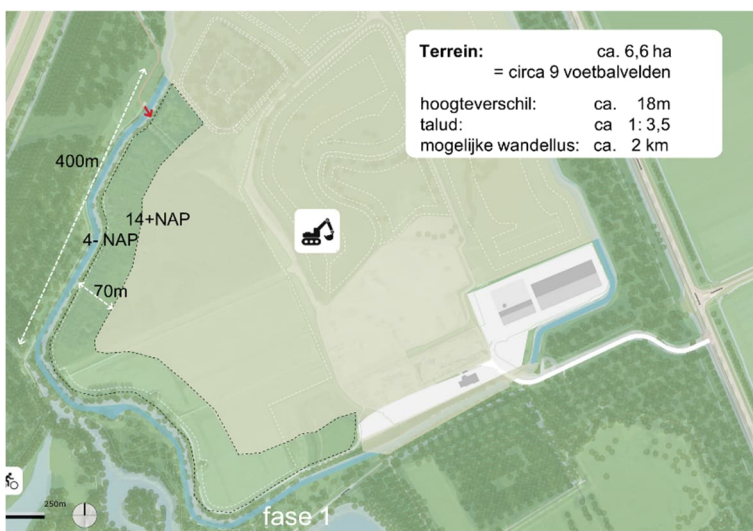 Terrein: ca. 6,6 ha
= circa 9 voetbalvelden
hoogteverschil: ca. 18m
talud: ca 1: 3,5
mogelijke wandellus: ca. 2 km
400m
14+NAP
4- NAP
70m
250m
fase 1